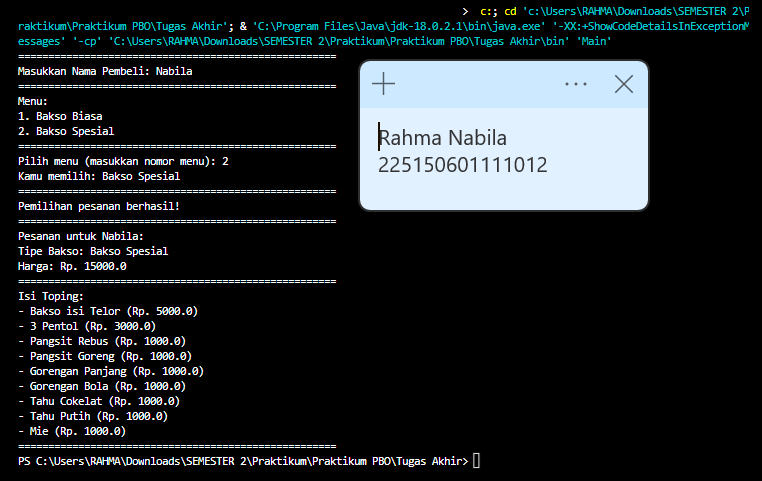 > c:; cd 'c:\Users\RAHMA\Downloads\SEMESTER 2\P
raktikum\Praktikum PBO\Tugas Akhir'; & 'C:\Program Files\Java\jdk-18.0.2.1\bin\java.exe' '-XX:+ShowCodeDetailsInExceptionM
essages' '-cp' 'C:\Users\RAHMA\Downloads\SEMESTER 2\Praktikum\Praktikum PBO\Tugas Akhir\bin' 'Main'
=====================================================
Masukkan Nama Pembeli: Nabila
=====================================================
Menu:
1. Bakso Biasa
2. Bakso Spesial
=====================================================
Pilih menu (masukkan nomor menu): 2
Kamu memilih: Bakso Spesial
=====================================================
Pemilihan pesanan berhasil!
=====================================================
Pesanan untuk Nabila:
Tipe Bakso: Bakso Spesial
Harga: Rp. 15000.0
=====================================================
Isi Toping:
- Bakso isi Telor (Rp. 5000.0)
- 3 Pentol (Rp. 3000.0)
- Pangsit Rebus (Rp. 1000.0)
- Pangsit Goreng (Rp. 1000.0)
- Gorengan Panjang (Rp. 1000.0)
- Gorengan Bola (Rp. 1000.0)
- Tahu Cokelat (Rp. 1000.0)
- Tahu Putih (Rp. 1000.0)
- Mie (Rp. 1000.0)
=====================================================
PS C:\Users\RAHMA\Downloads\SEMESTER 2\Praktikum\Praktikum PBO\Tugas Akhir>
Rahma Nabila
225150601111012